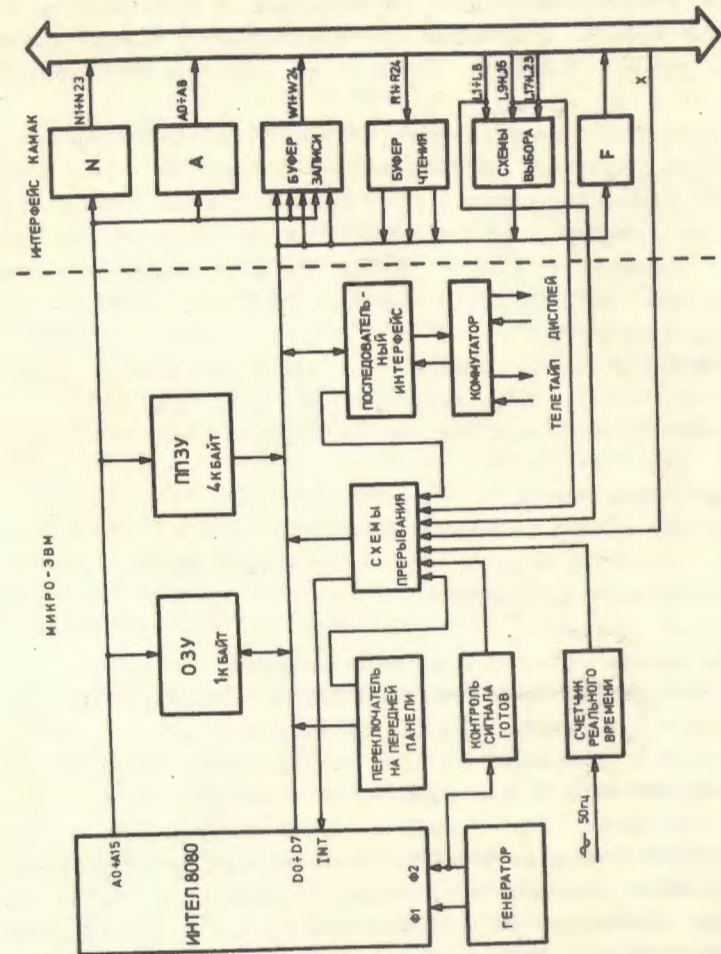 ИНТЕРФЕЙС КАМАК
N1÷N23
N
A0÷A8
A
W1÷W24
БУФЕР
ЗАПИСИ
R1÷R24
БУФЕР
ЧТЕНИЯ
L1÷L8
L9÷L16
L17÷L23
СХЕМЫ
ВЫБОРА
F
X
МИКРО-ЭВМ
ППЗУ
4К БАЙТ
ОЗУ
1К БАЙТ
ПОСЛЕДОВАТЕЛЬ-
НЫЙ
ИНТЕРФЕЙС
КОММУТАТОР
ТЕЛЕТАЙП
ДИСПЛЕЙ
СХЕМЫ
ПРЕРЫВАНИЯ
ПЕРЕКЛЮЧАТЕЛЬ
НА ПЕРЕДНЕЙ
ПАНЕЛИ
КОНТРОЛЬ
СИГНАЛА
ГОТОВ
СЧЕТЧИК
РЕАЛЬНОГО
ВРЕМЕНИ
50гц
A0÷A15
D0÷D7
INT
ИНТЕЛ 8080
Ф1
Ф2
ГЕНЕРАТОР